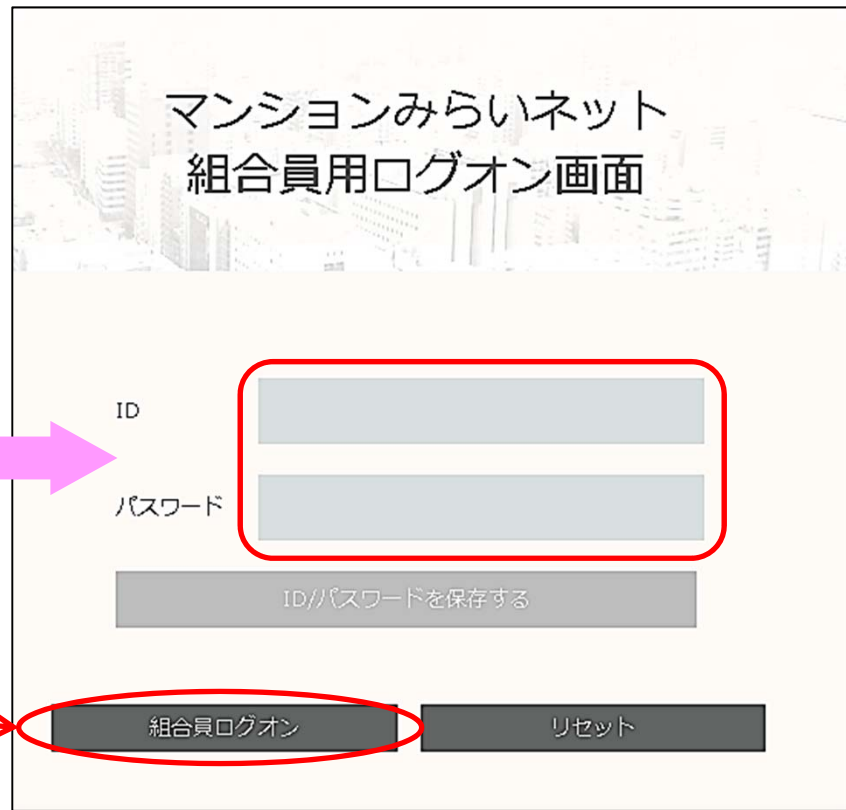 マンションみらいネット
組合員用ログオン画面
ID
パスワード
ID/パスワードを保存する
組合員ログオン
リセット